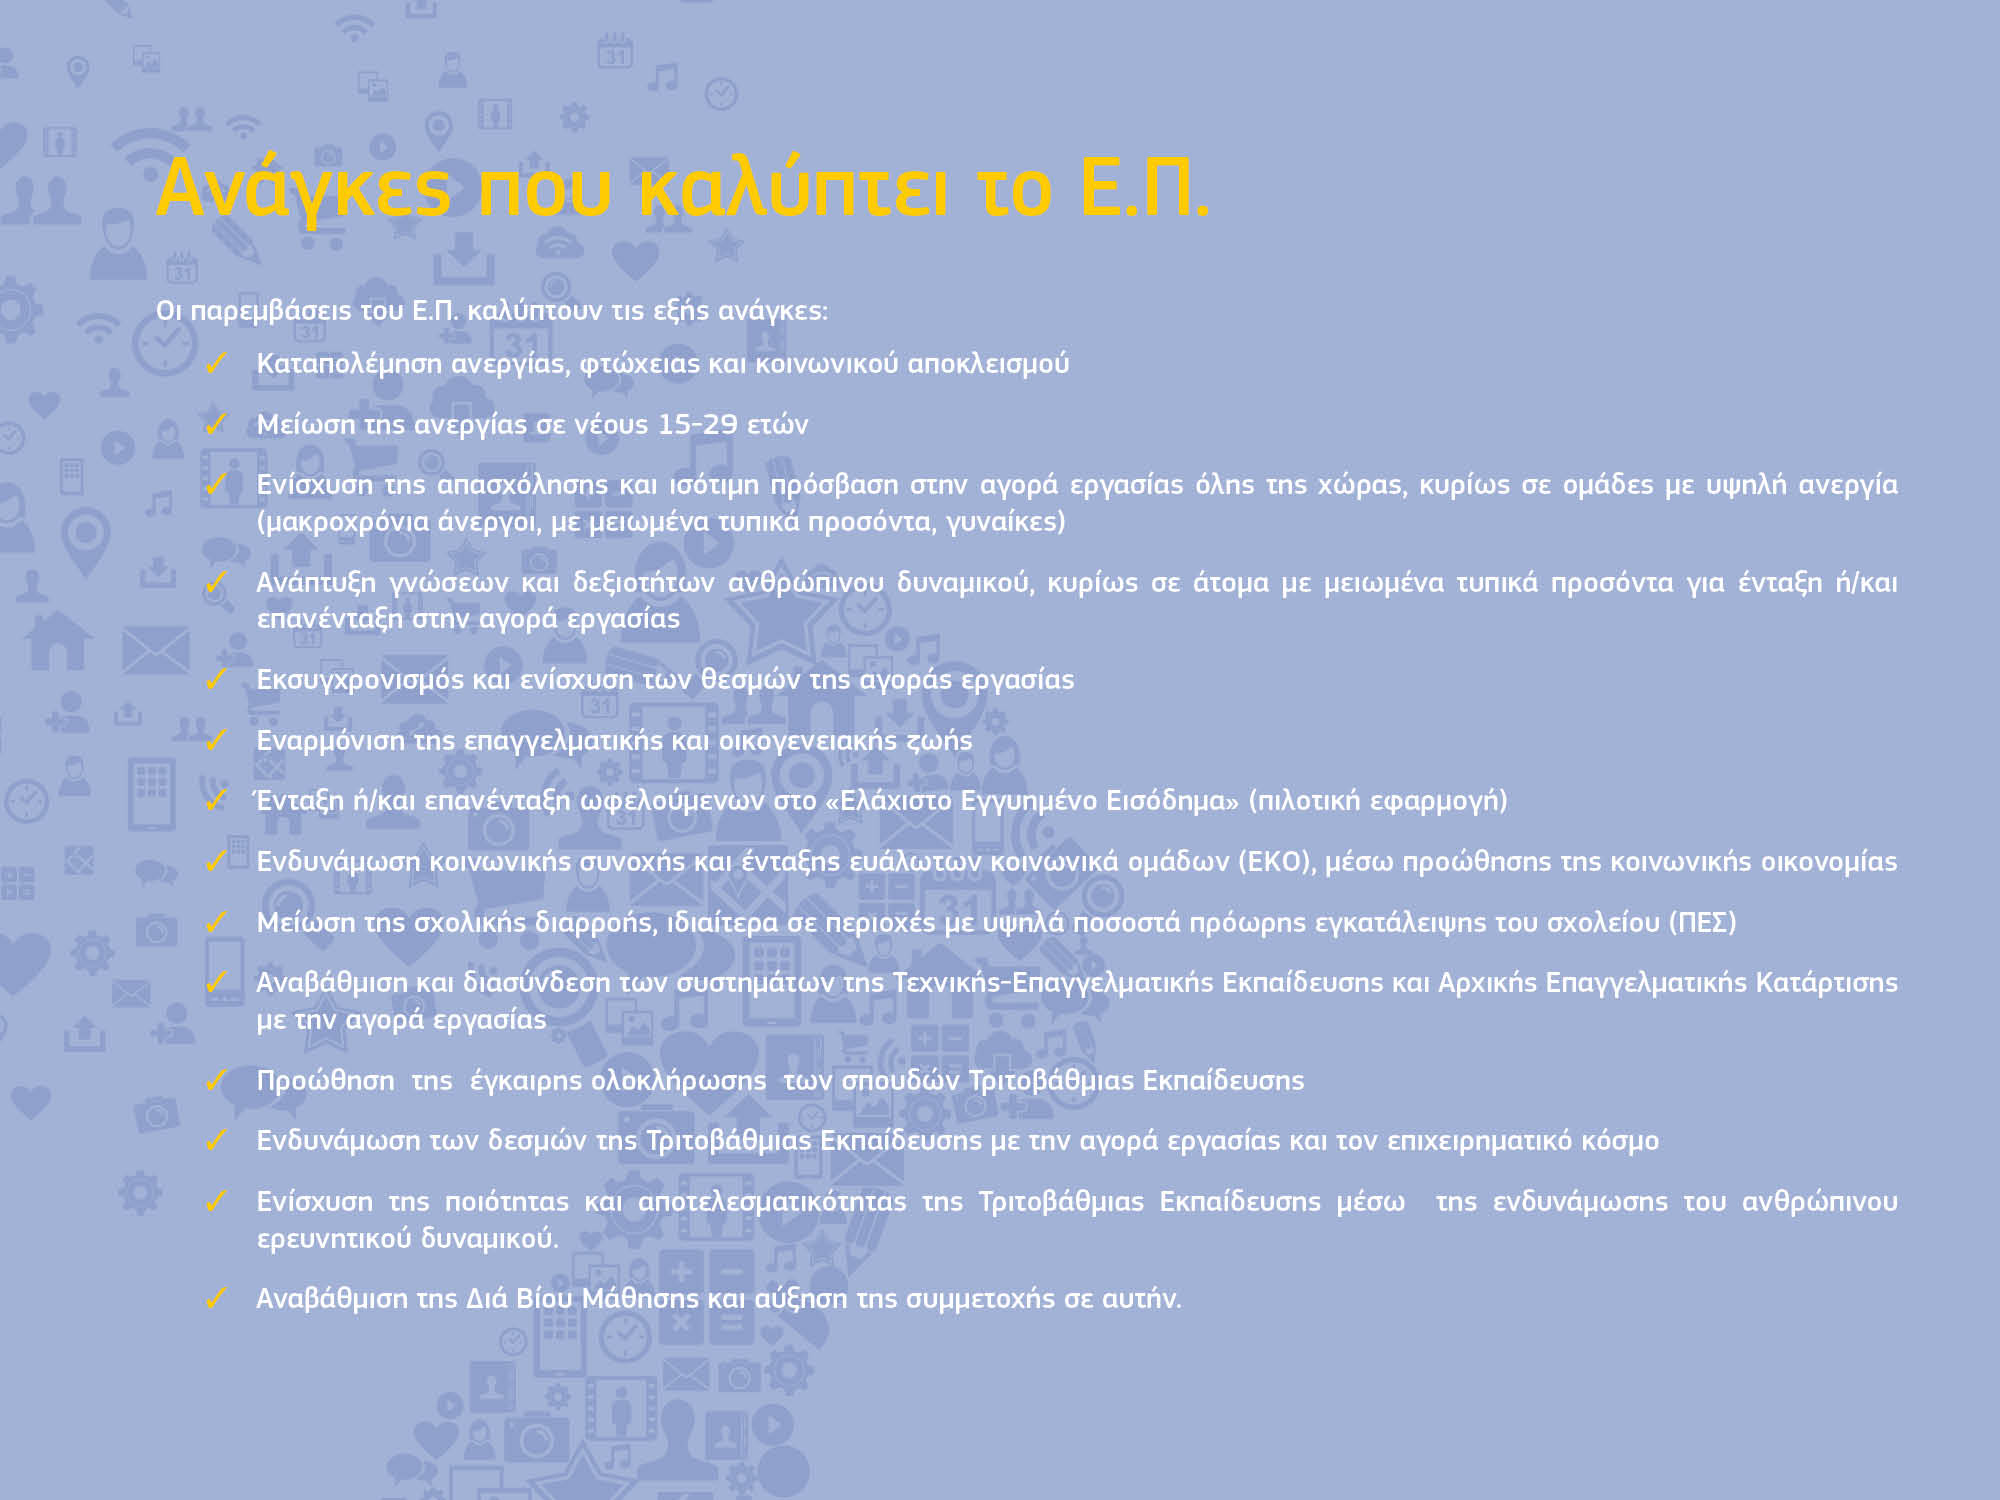 Ανάγκες που καλύπτει το Ε.Π.
Οι παρεμβάσεις του Ε.Π. καλύπτουν τις εξής ανάγκες:
✓ Καταπολέμηση ανεργίας, φτώχειας και κοινωνικού αποκλεισμού
✓ Μείωση της ανεργίας σε νέους 15-29 ετών
✓ Ενίσχυση της απασχόλησης και ισότιμη πρόσβαση στην αγορά εργασίας όλης της χώρας, κυρίως σε ομάδες με υψηλή ανεργία
(μακροχρόνια άνεργοι, με μειωμένα τυπικά προσόντα, γυναίκες)
✓ Ανάπτυξη γνώσεων και δεξιοτήτων ανθρώπινου δυναμικού, κυρίως σε άτομα με μειωμένα τυπικά προσόντα για ένταξη ή/και
επανένταξη στην αγορά εργασίας
✓ Εκσυγχρονισμός και ενίσχυση των θεσμών της αγοράς εργασίας
✓ Εναρμόνιση της επαγγελματικής και οικογενειακής ζωής
✓ Ένταξη ή/και επανένταξη ωφελούμενων στο «Ελάχιστο Εγγυημένο Εισόδημα» (πιλοτική εφαρμογή)
✓ Ενδυνάμωση κοινωνικής συνοχής και ένταξης ευάλωτων κοινωνικά ομάδων (ΕΚΟ), μέσω προώθησης της κοινωνικής οικονομίας
✓ Μείωση της σχολικής διαρροής, ιδιαίτερα σε περιοχές με υψηλά ποσοστά πρόωρης εγκατάλειψης του σχολείου (ΠΕΣ)
✓ Αναβάθμιση και διασύνδεση των συστημάτων της Τεχνικής-Επαγγελματικής Εκπαίδευσης και Αρχικής Επαγγελματικής Κατάρτισης
με την αγορά εργασίας
✓ Προώθηση της έγκαιρης ολοκλήρωσης των σπουδών Τριτοβάθμιας Εκπαίδευσης
✓ Ενδυνάμωση των δεσμών της Τριτοβάθμιας Εκπαίδευσης με την αγορά εργασίας και τον επιχειρηματικό κόσμο
✓ Ενίσχυση της ποιότητας και αποτελεσματικότητας της Τριτοβάθμιας Εκπαίδευσης μέσω της ενδυνάμωσης του ανθρώπινου
ερευνητικού δυναμικού.
✓ Αναβάθμιση της Διά Βίου Μάθησης και αύξηση της συμμετοχής σε αυτήν.